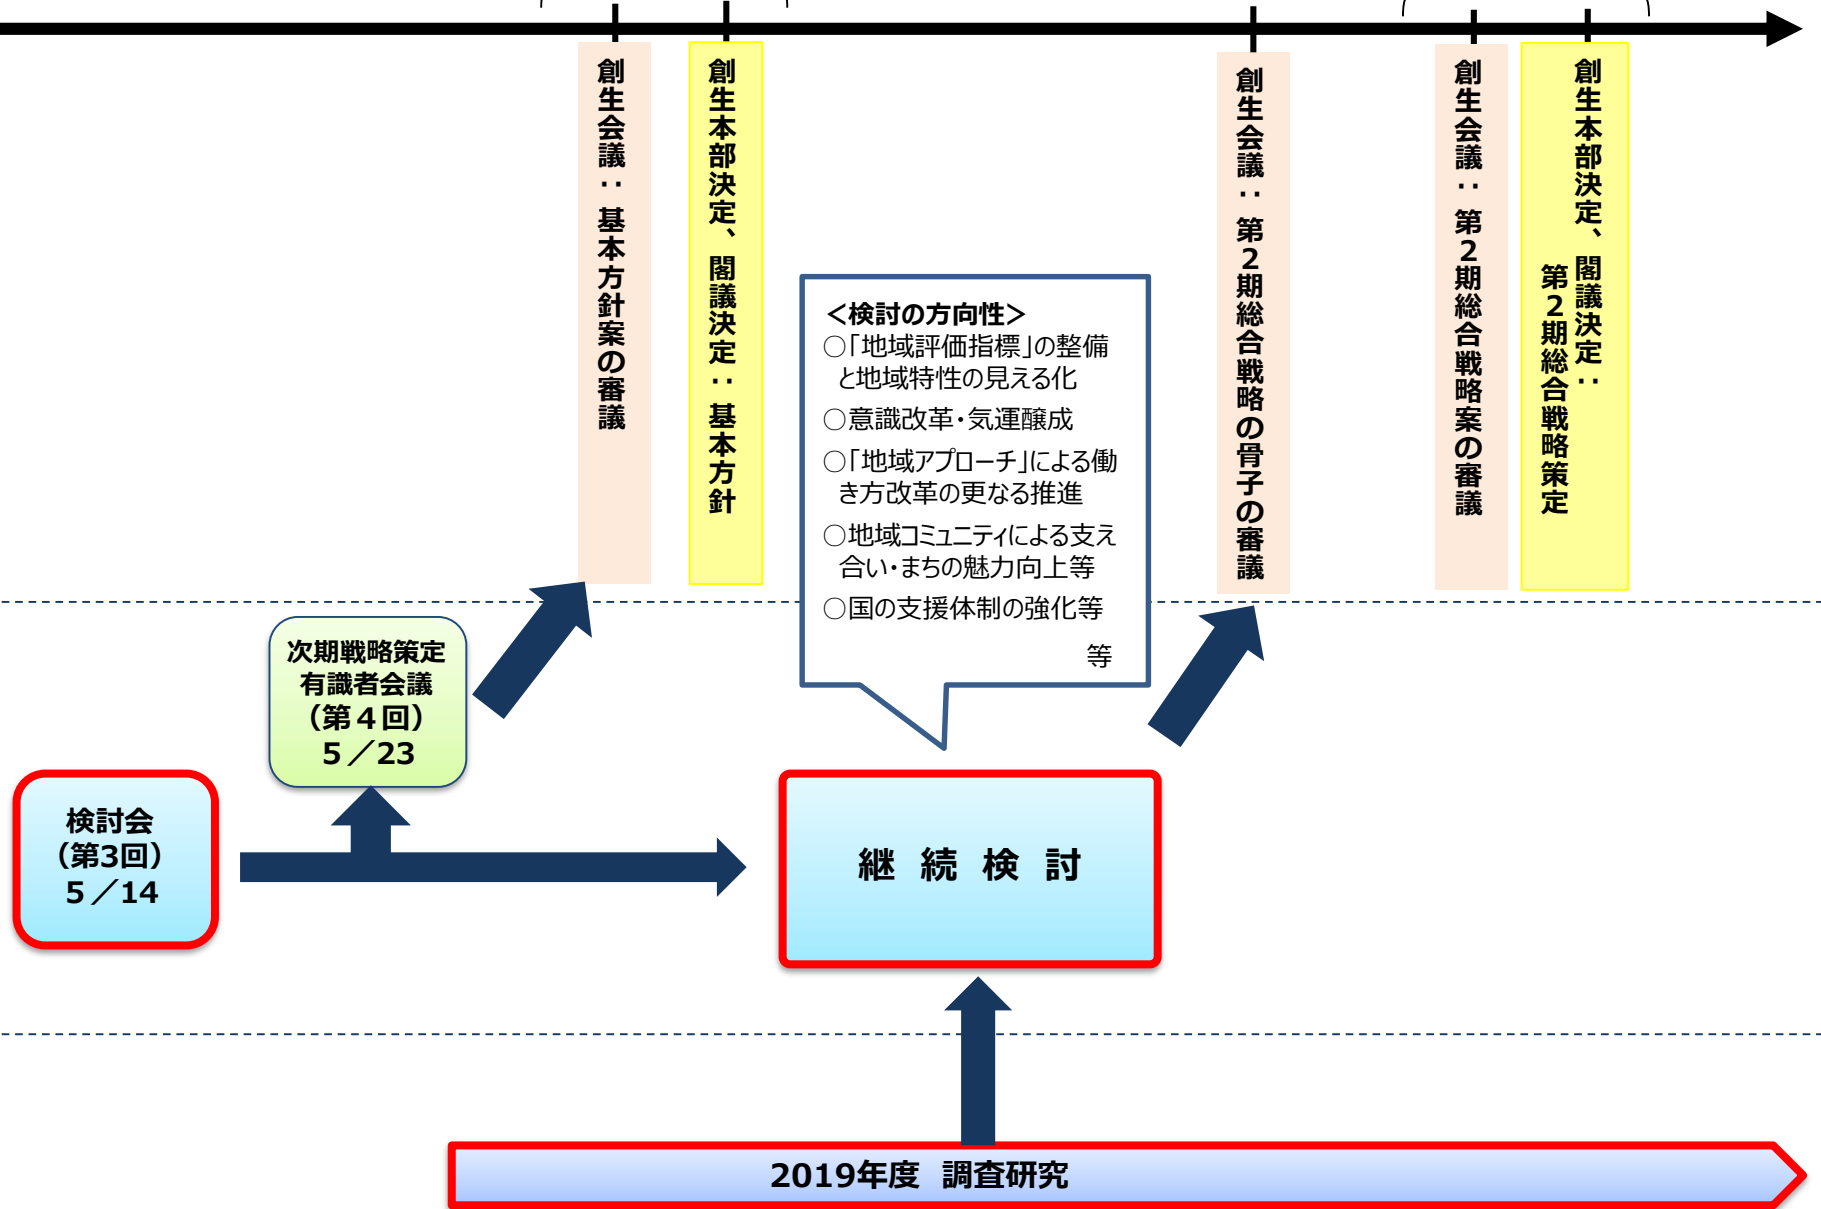 創生会議：基本方針案の審議
創生本部決定、閣議決定：基本方針
創生会議：第２期総合戦略の骨子の審議
創生会議：第２期総合戦略案の審議
創生本部決定、閣議決定：
第２期総合戦略策定
＜検討の方向性＞
○「地域評価指標」の整備
と地域特性の見える化
○意識改革・気運醸成
○「地域アプローチ」による働
き方改革の更なる推進
○地域コミュニティによる支え
合い・まちの魅力向上等
○国の支援体制の強化等
等
次期戦略策定
有識者会議
（第４回）
５／23
検討会
（第3回）
５／14
継 続 検 討
2019年度 調査研究